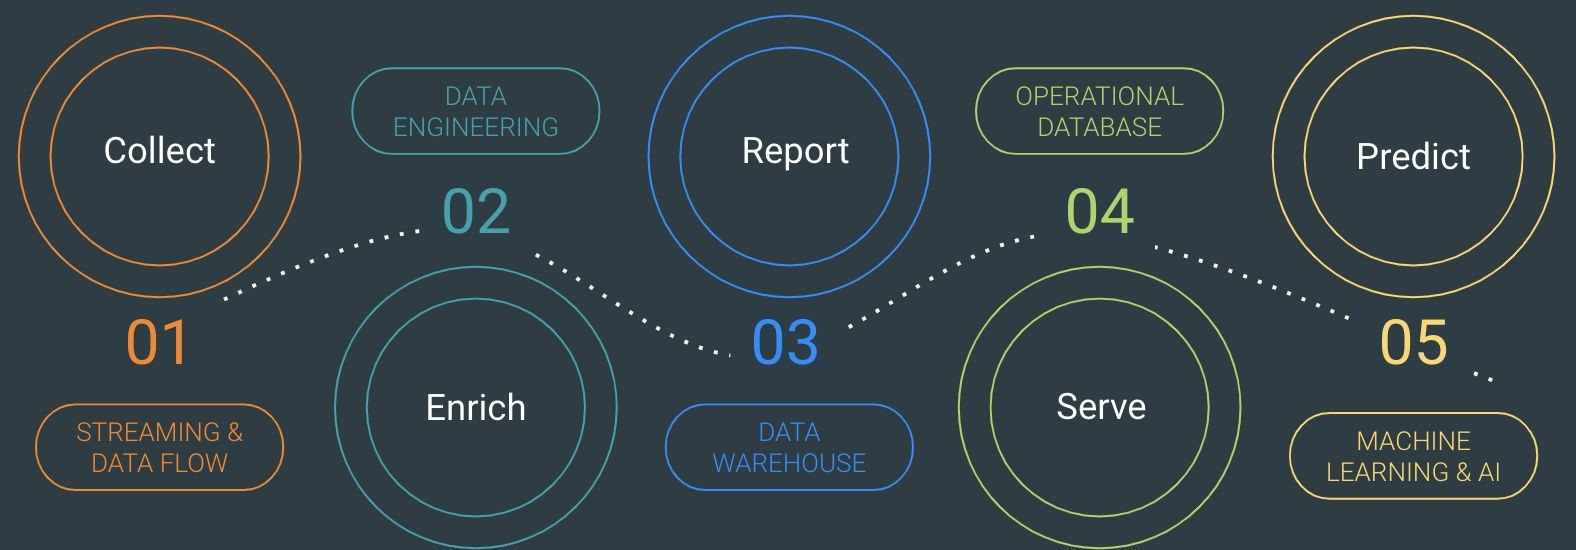 Collect
01
STREAMING &
DATA FLOW
DATA
ENGINEERING
02
Enrich
Report
03
DATA
WAREHOUSE
OPERATIONAL
DATABASE
04
Serve
Predict
05
MACHINE
LEARNING & AI